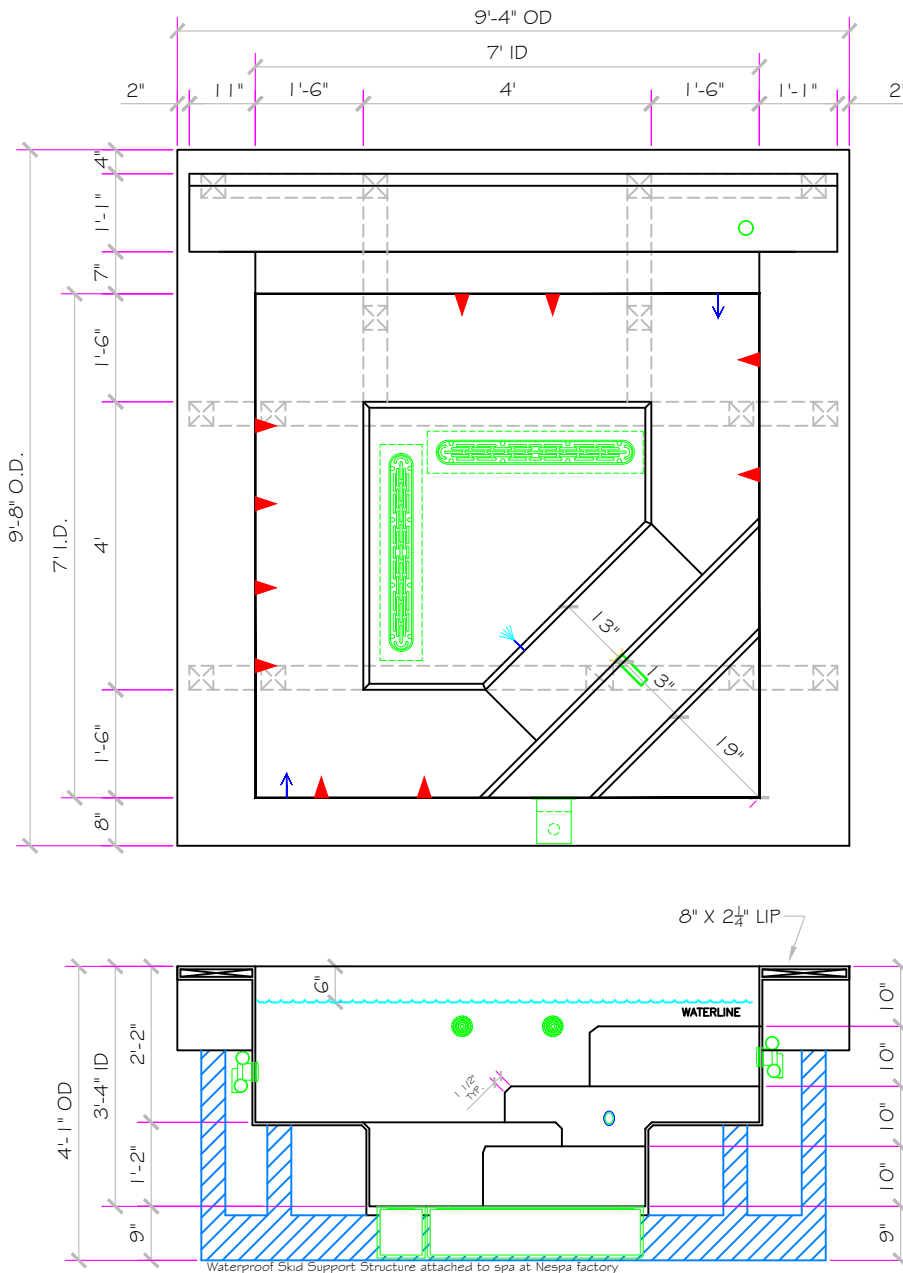 9'-4" OD
7' ID
2" 11" 1'-6" 4' 1'-6" 1'-1" 2"
4"
1'-1"
7"
1'-6"
9'-8" O.D.
7' I.D.
4'
13"
13"
19"
1'-6"
8"
8" X 2¼" LIP
6"
WATERLINE
10"
2'-2"
3'-4" ID
4'-1" OD
10"
1 1/2"
TYP.
10"
1'-2"
10"
9"
9"
Waterproof Skid Support Structure attached to spa at Nespa factory